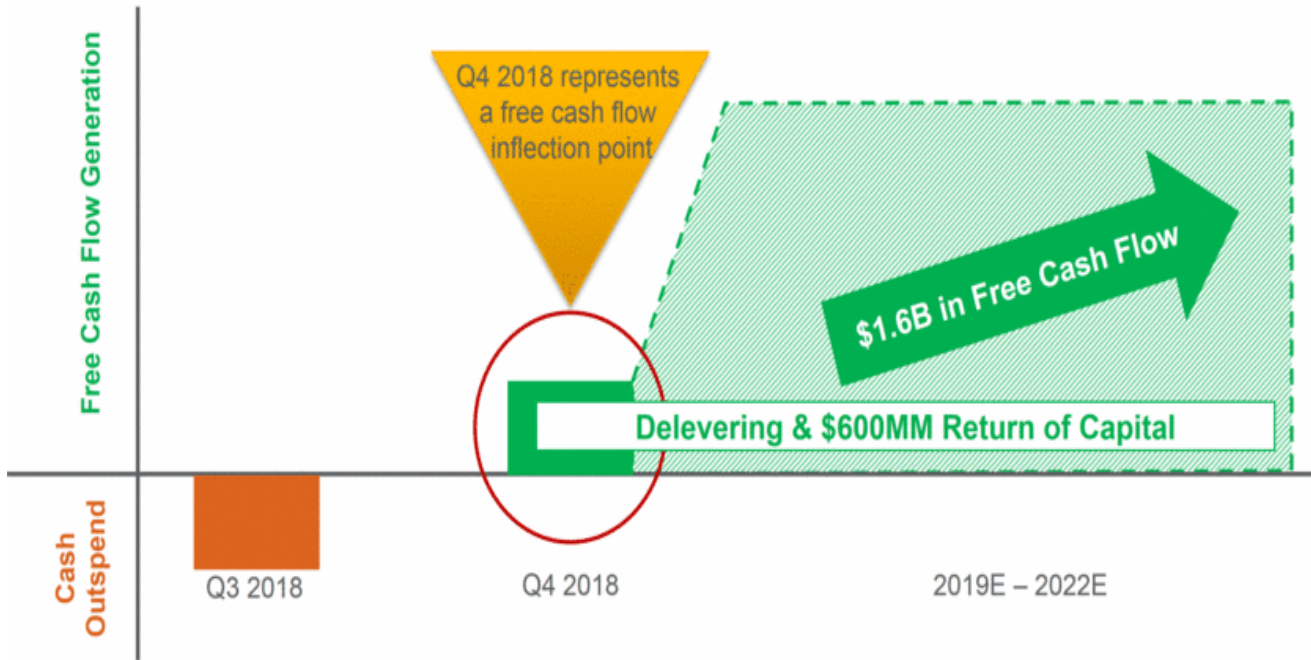 Free Cash Flow Generation
Q4 2018 represents
a free cash flow
inflection point
$1.6B in Free Cash Flow
Delevering & $600MM Return of Capital
Cash
Outspend
Q3 2018
Q4 2018
2019E – 2022E